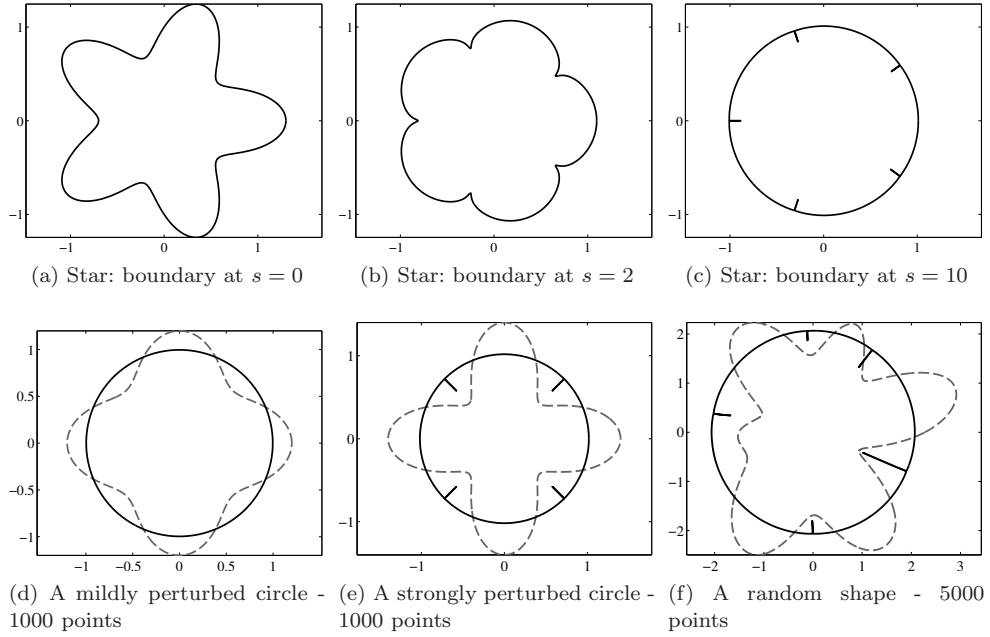 1
0
−1
−1 0 1
(a) Star: boundary at s = 0
1
0
−1
−1 0 1
(b) Star: boundary at s = 2
1
0
−1
−1 0 1
(c) Star: boundary at s = 10
1
0.5
0
−0.5
−1
−1 −0.5 0 0.5 1
(d) A mildly perturbed circle -
1000 points
1
0
−1
−1 0 1
(e) A strongly perturbed circle -
1000 points
2
1
0
−1
−2
−2 −1 0 1 2 3
(f) A random shape - 5000
points